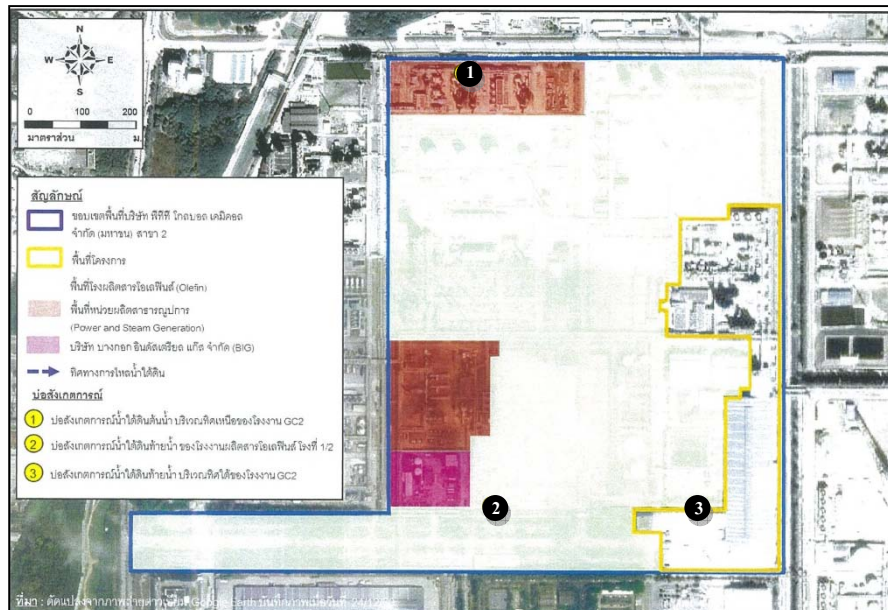 N
W E
S
0 100 200
มาตราส่วน ม.
สัญลักษณ์
ขอบเขตพื้นที่บริษัท พีทีที โกลบอล เคมิคอล
จำกัด (มหาชน) สาขา 2
พื้นที่โครงการ
พื้นที่โรงผลิตสารโอเลฟินส์ (Olefin)
พื้นที่หน่วยผลิตสาธารณูปการ
(Power and Steam Generation)
บริษัท บางกอก อินดัสเตรียล แก๊ส จำกัด (BIG)
ทิศทางการไหลน้ำใต้ดิน
บ่อสังเกตการณ์
1 บ่อสังเกตการณ์น้ำใต้ดินต้นน้ำ บริเวณทิศเหนือของโรงงาน GC2
2 บ่อสังเกตการณ์น้ำใต้ดินท้ายน้ำ ของโรงงานผลิตสารโอเลฟินส์ โรงที่ 1/2
3 บ่อสังเกตการณ์น้ำใต้ดินท้ายน้ำ บริเวณทิศใต้ของโรงงาน GC2
1
2
3
ที่มา : ดัดแปลงจากภาพถ่ายดาวเทียม Google Earth บันทึกภาพเมื่อวันที่